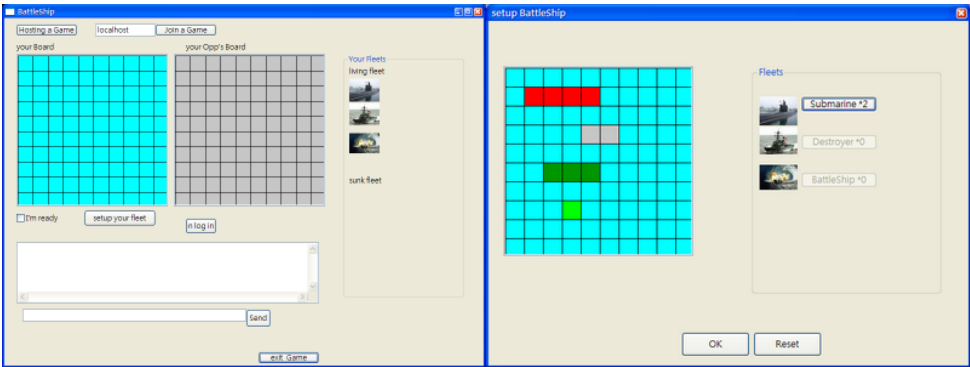 BattleShip
Hosting a Game
localhost
Join a Game
your Board
your Opp's Board
Your Fleets
living fleet
sunk fleet
I'm ready
setup your fleet
n log in
Send
exit Game
setup BattleShip
Fleets
Submarine *2
Destroyer *0
BattleShip *0
OK
Reset